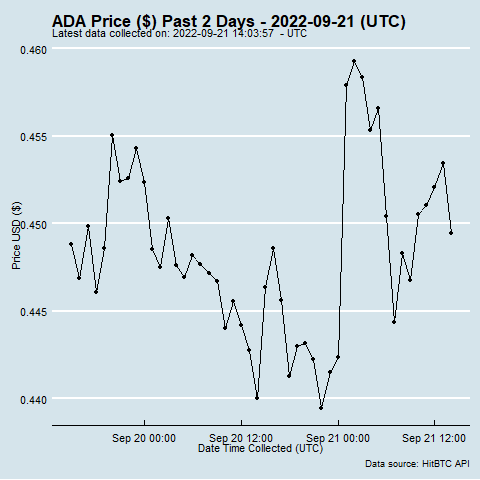 ADA Price ($) Past 2 Days - 2022-09-21 (UTC)
Latest data collected on: 2022-09-21 14:03:57 - UTC
0.460
0.455
0.450
0.445
0.440
Price USD ($)
Sep 20 00:00 Sep 20 12:00 Sep 21 00:00 Sep 21 12:00
Date Time Collected (UTC)
Data source: HitBTC API